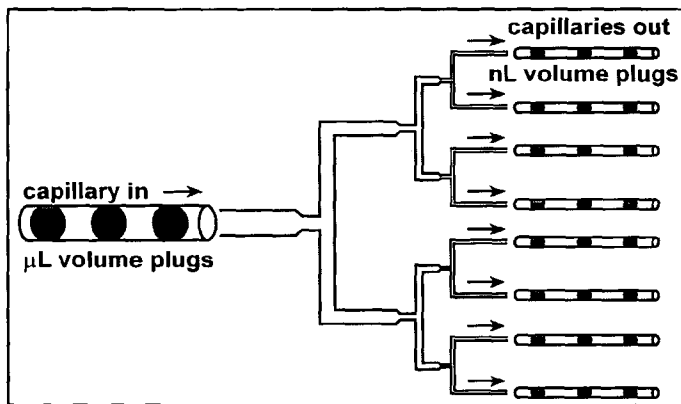 capillaries out
nL volume plugs
capillary in
μL volume plugs